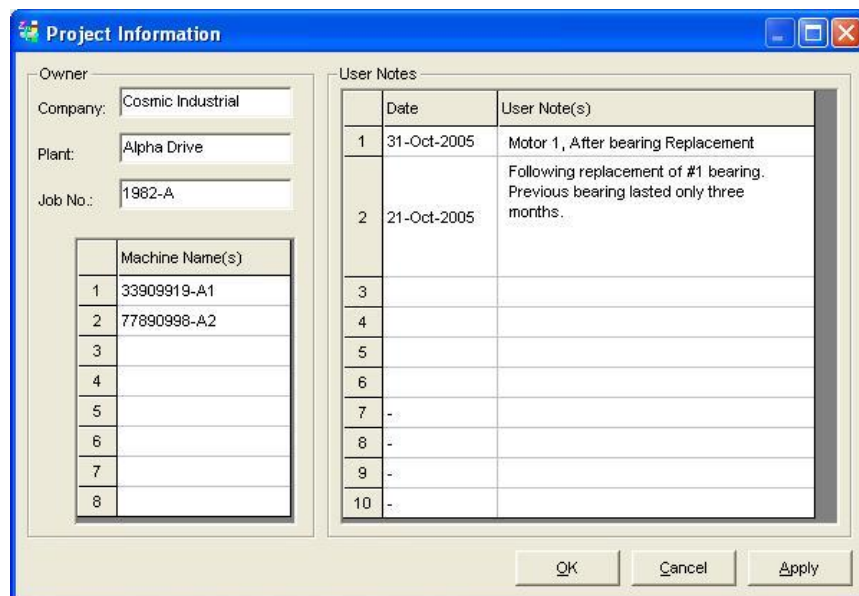 Project Information
Owner
Company: Cosmic Industrial
Plant: Alpha Drive
Job No.: 1982-A
Machine Name(s)
1 33909919-A1
2 77890998-A2
3
4
5
6
7
8
User Notes
Date User Note(s)
1 31-Oct-2005 Motor 1, After bearing Replacement
2 21-Oct-2005 Following replacement of #1 bearing.
Previous bearing lasted only three
months.
3
4
5
6
7 -
8 -
9 -
10 -
OK Cancel Apply